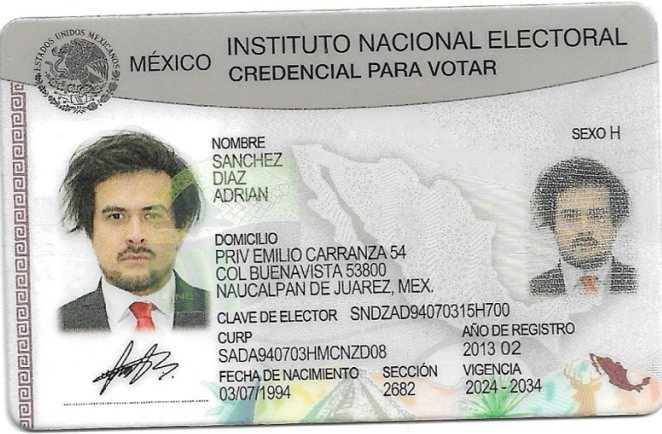 ESTADOS UNIDOS MEXICANOS
MÉXICO
INSTITUTO NACIONAL ELECTORAL
CREDENCIAL PARA VOTAR
NOMBRE
SANCHEZ
DIAZ
ADRIAN
SEXO H
DOMICILIO
PRIV EMILIO CARRANZA 54
COL BUENAVISTA 53800
NAUCALPAN DE JUAREZ, MEX.
CLAVE DE ELECTOR SNDZAD94070315H700
CURP
SADA940703HMCNZD08
AÑO DE REGISTRO
2013 02
FECHA DE NACIMIENTO
03/07/1994
SECCIÓN
2682
VIGENCIA
2024 - 2034